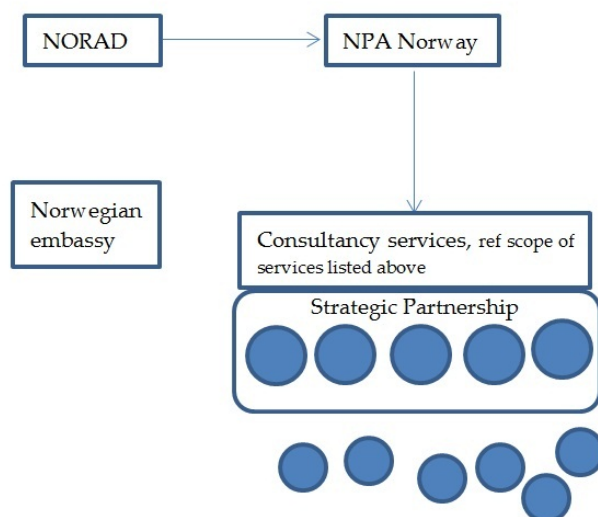 NORAD
NPA Norway
Norwegian
embassy
Consultancy services, ref scope of
services listed above
Strategic Partnership